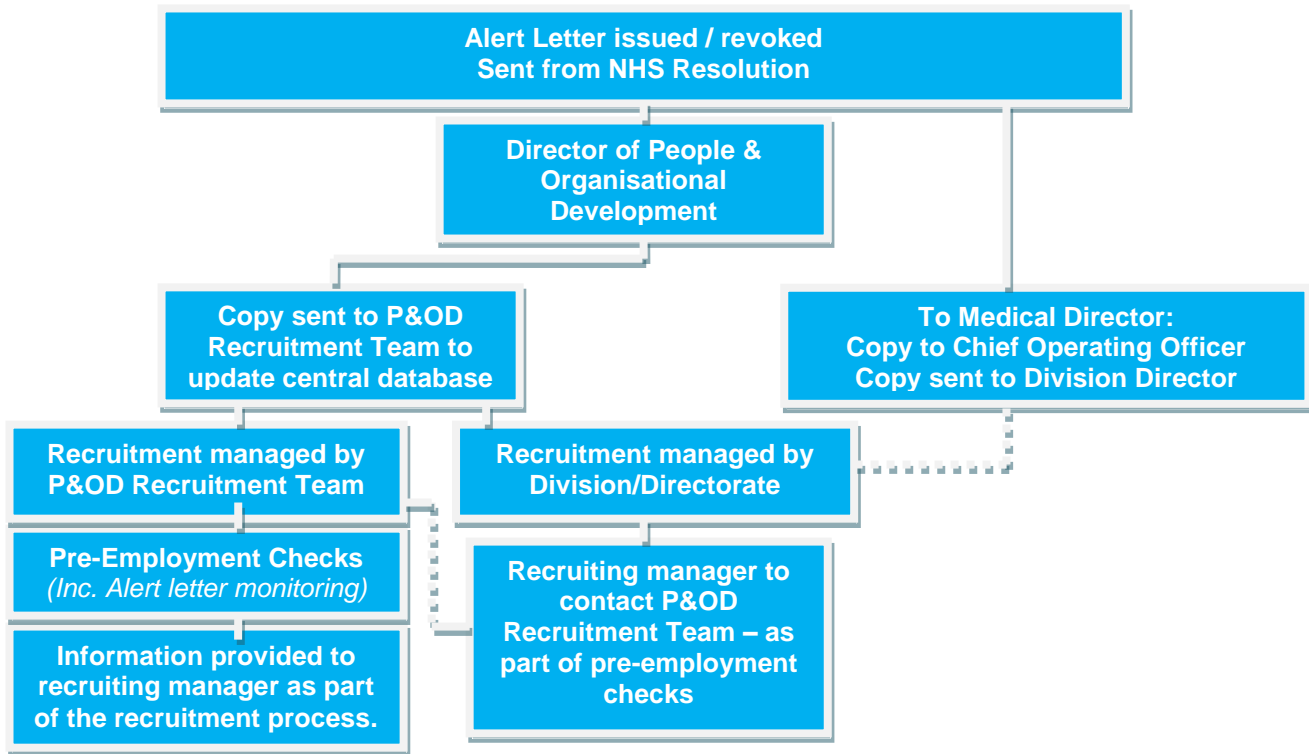 Alert Letter issued / revoked
Sent from NHS Resolution
Director of People &
Organisational
Development
Copy sent to P&OD
Recruitment Team to
update central database
To Medical Director:
Copy to Chief Operating Officer
Copy sent to Division Director
Recruitment managed by
P&OD Recruitment Team
Recruitment managed by
Division/Directorate
Pre-Employment Checks
(Inc. Alert letter monitoring)
Recruiting manager to
contact P&OD
Recruitment Team – as
part of pre-employment
checks
Information provided to
recruiting manager as part
of the recruitment process.